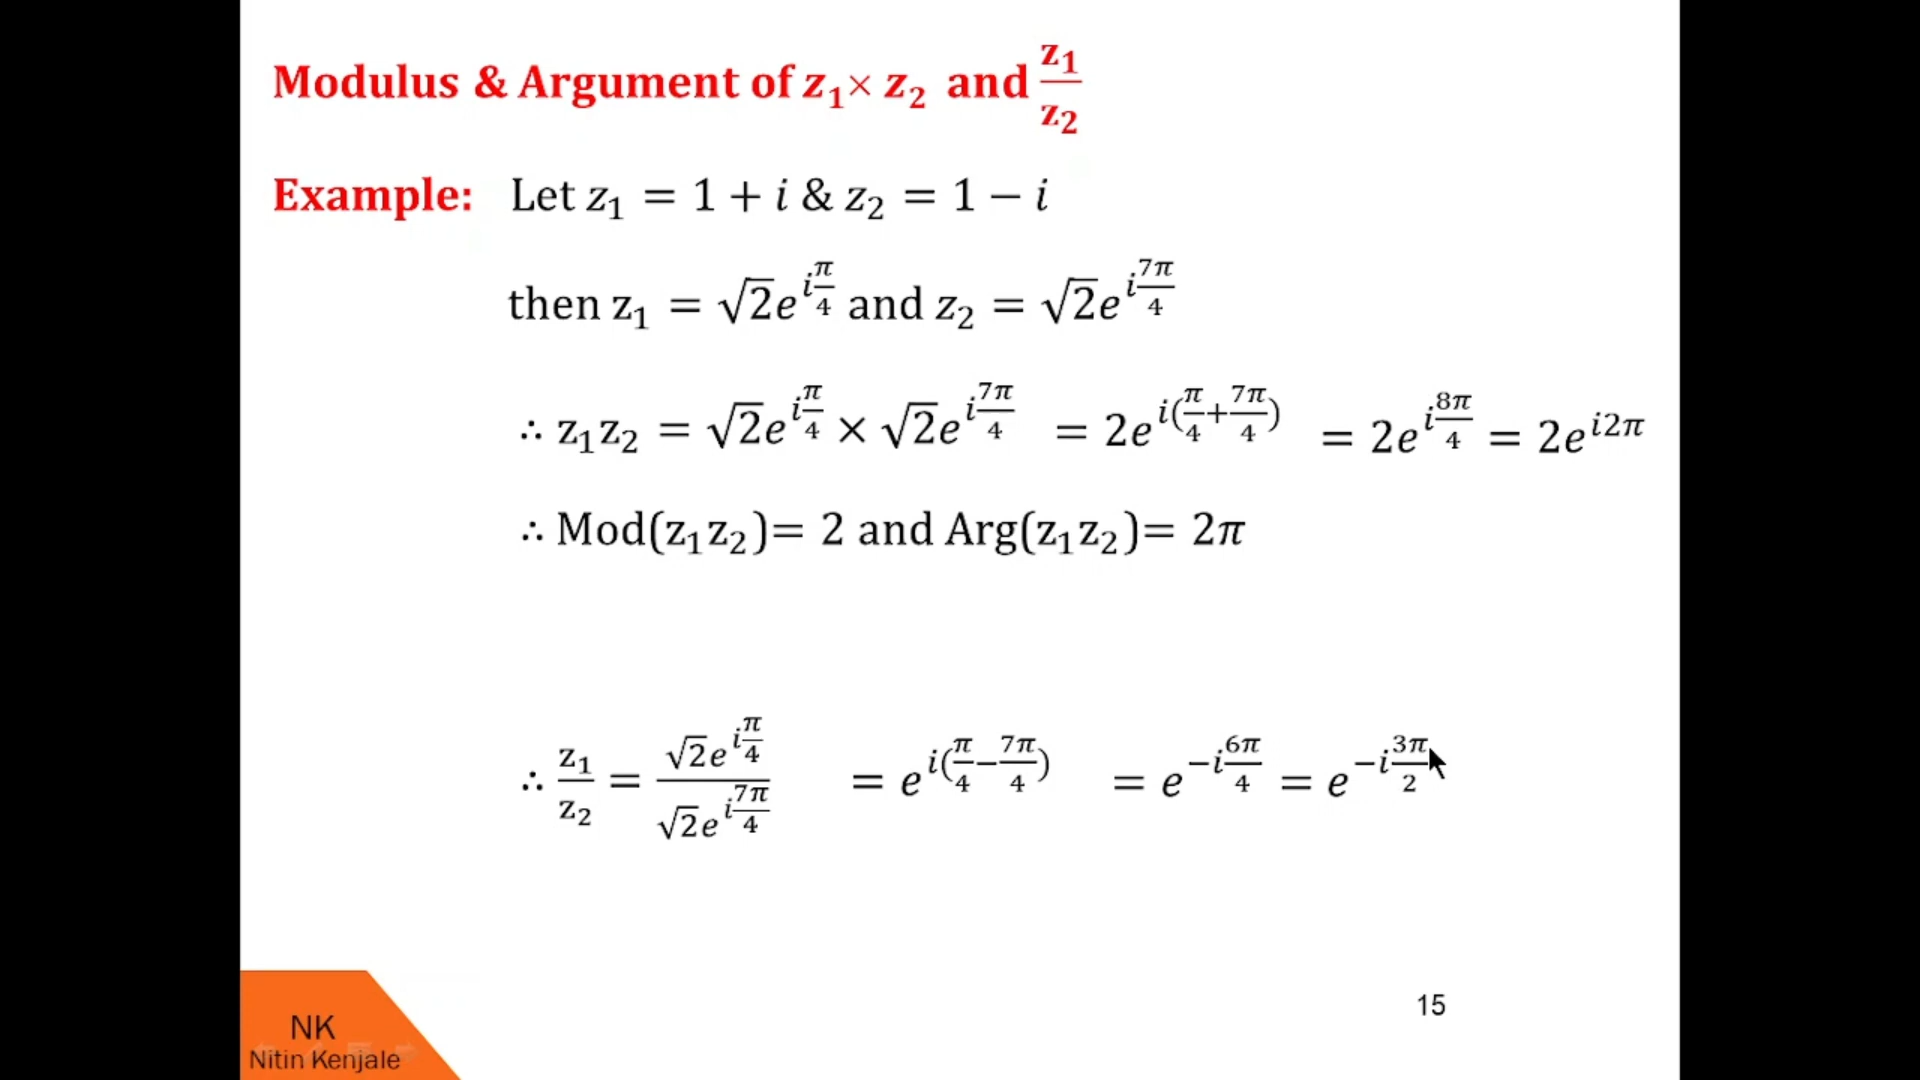 Modulus & Argument of z₁× z₂ and z₁/z₂
Example: Let z₁ = 1 + i & z₂ = 1 − i
then z₁ = √2e^(iπ/4) and z₂ = √2e^(i7π/4)
∴ z₁z₂ = √2e^(iπ/4) × √2e^(i7π/4) = 2e^(i(π/4+7π/4)) = 2e^(i8π/4) = 2e^(i2π)
∴ Mod(z₁z₂)= 2 and Arg(z₁z₂)= 2π
∴ z₁/z₂ = √2e^(iπ/4)/√2e^(i7π/4) = e^(i(π/4−7π/4)) = e^(−i6π/4) = e^(−i3π/2)
15
NK
Nitin Kenjale